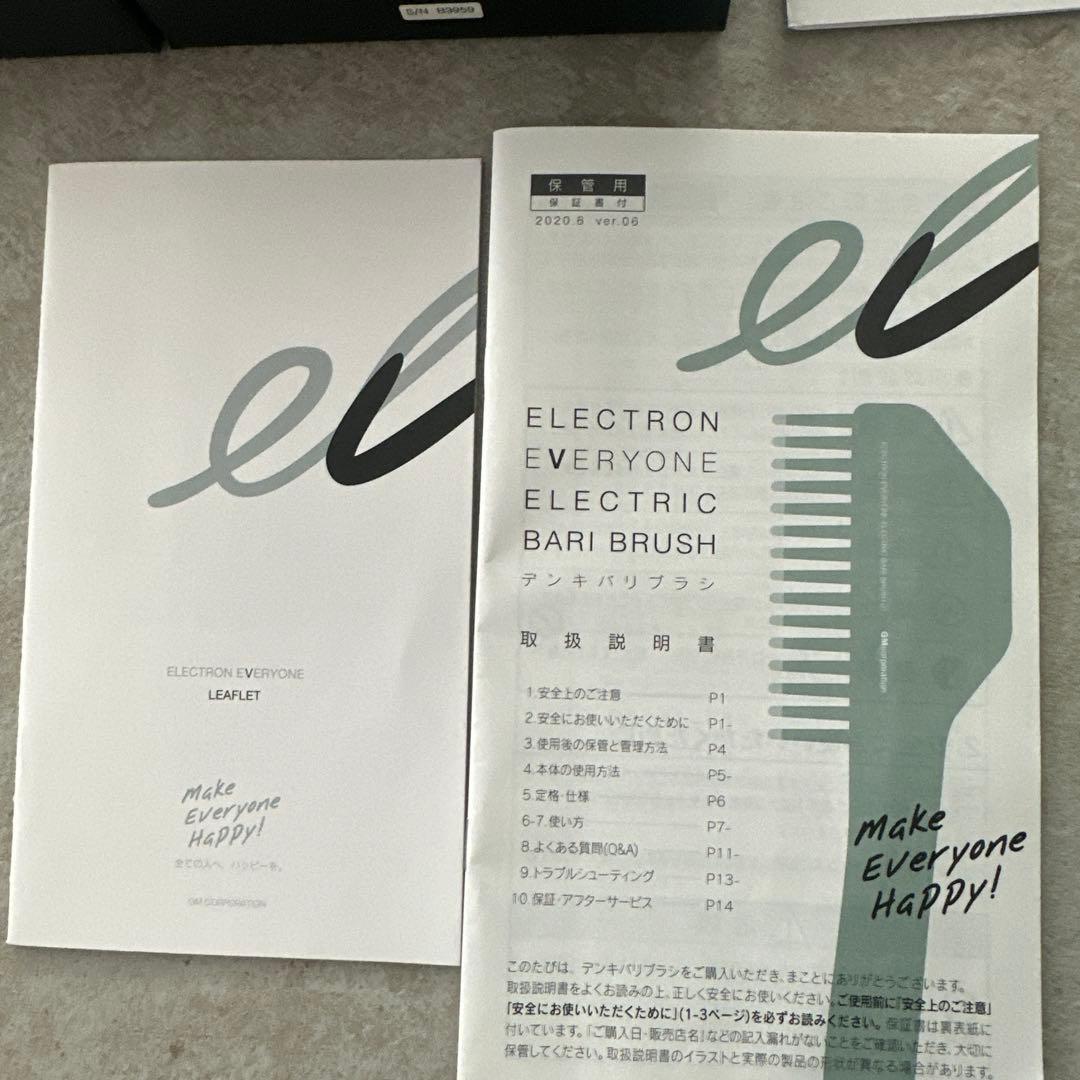 S/N B3959
ELECTRON EVERYONE
LEAFLET
Make
Everyone
Happy!
全ての人へ、ハッピーを。
GM CORPORATION
保管用
保証書付
2020.6 ver.06
ELECTRON
EVERYONE
ELECTRIC
BARI BRUSH
デンキバリブラシ
取扱説明書
1.安全上のご注意 P1
2.安全にお使いいただくために P1-
3.使用後の保管と管理方法 P4
4.本体の使用方法 P5-
5.定格・仕様 P6
6-7.使い方 P7-
8.よくある質問(Q&A) P11-
9.トラブルシューティング P13-
10.保証・アフターサービス P14
ELECTRON EVERYONE ELECTRIC BARI BRUSH GMcorporation
Make
Everyone
Happy!
このたびは、デンキバリブラシをご購入いただき、まことにありがとうございます。
取扱説明書をよくお読みの上、正しく安全にお使いください。ご使用前に「安全上のご注意」
「安全にお使いいただくために」(1-3ページ)を必ずお読みください。保証書は裏表紙に
付いています。「ご購入日・販売店名」などの記入漏れがないことをご確認いただき、大切に
保管してください。取扱説明書のイラストと実際の製品の形状が異なる場合があります。